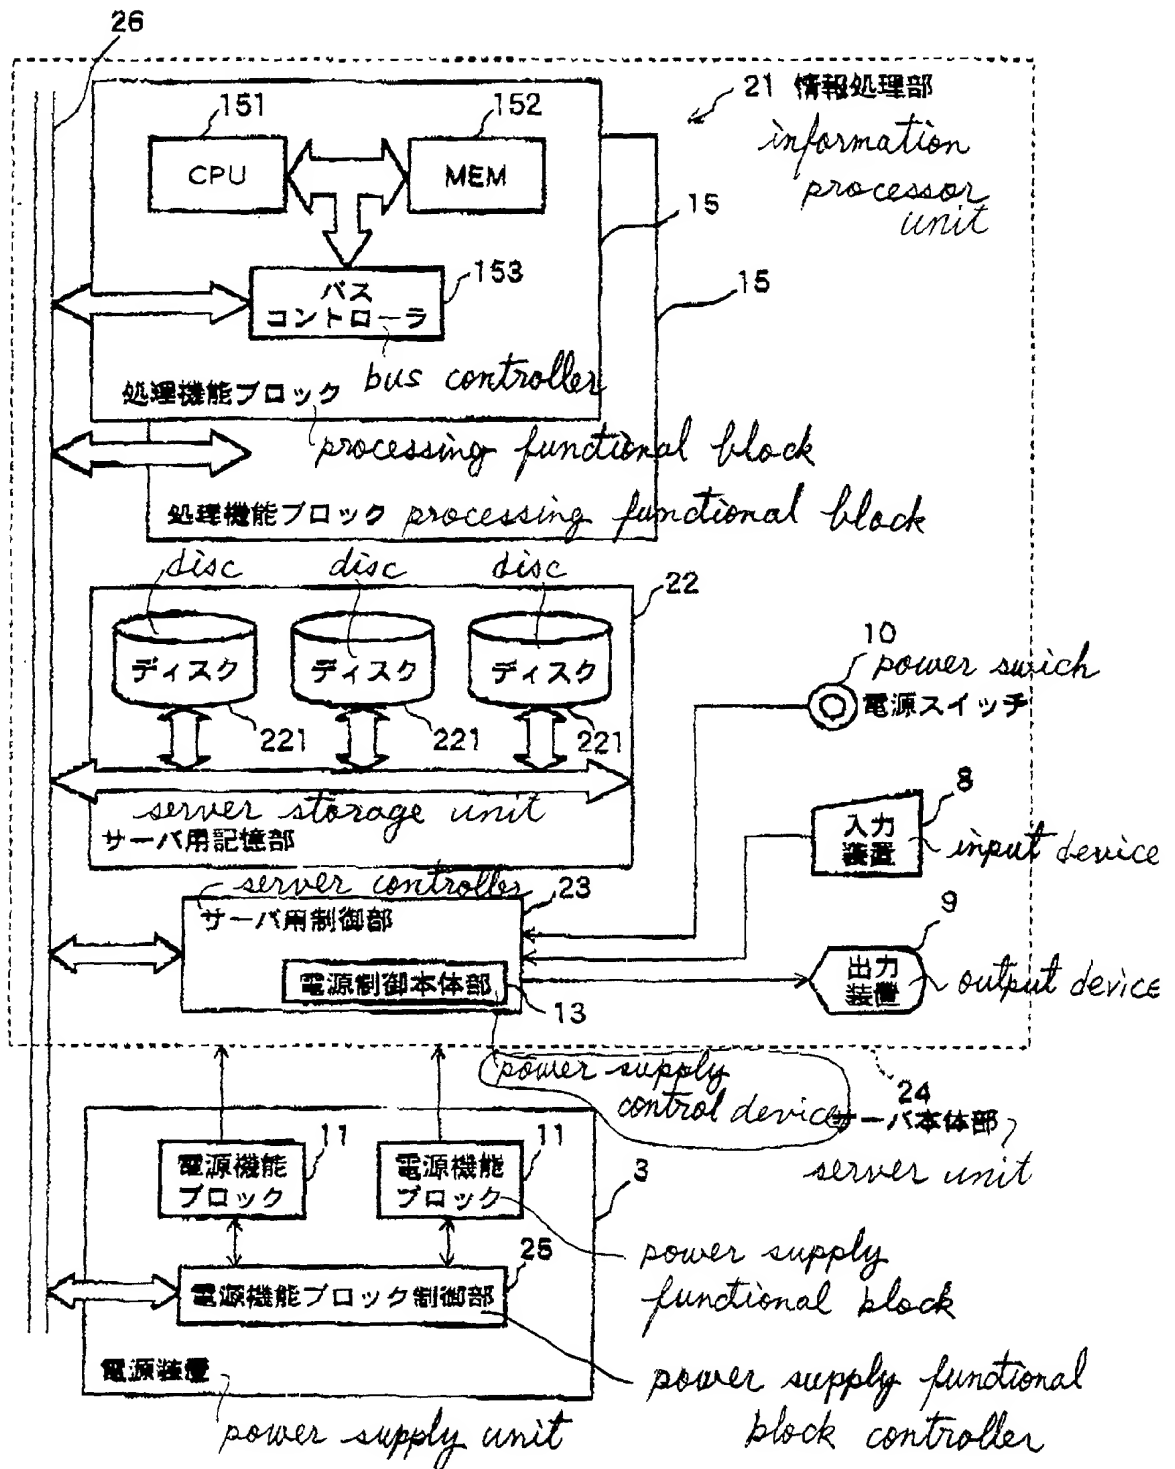 26
21 情報処理部
information
processor
unit
151
CPU
152
MEM
15
15
153
バス
コントローラ
bus controller
処理機能ブロック
processing functional block
処理機能ブロック
processing functional block
disc
disc
disc
22
ディスク
ディスク
ディスク
221
221
221
server storage unit
サーバ用記憶部
10
power swich
電源スイッチ
8
入力
装置
input device
server controller
23
サーバ用制御部
電源制御本体部
13
9
出力
装置
output device
power supply
control device
24
サーバ本体部
server unit
11
電源機能
ブロック
11
電源機能
ブロック
3
power supply
functional block
25
電源機能ブロック制御部
電源装置
power supply functional
block controller
power supply unit